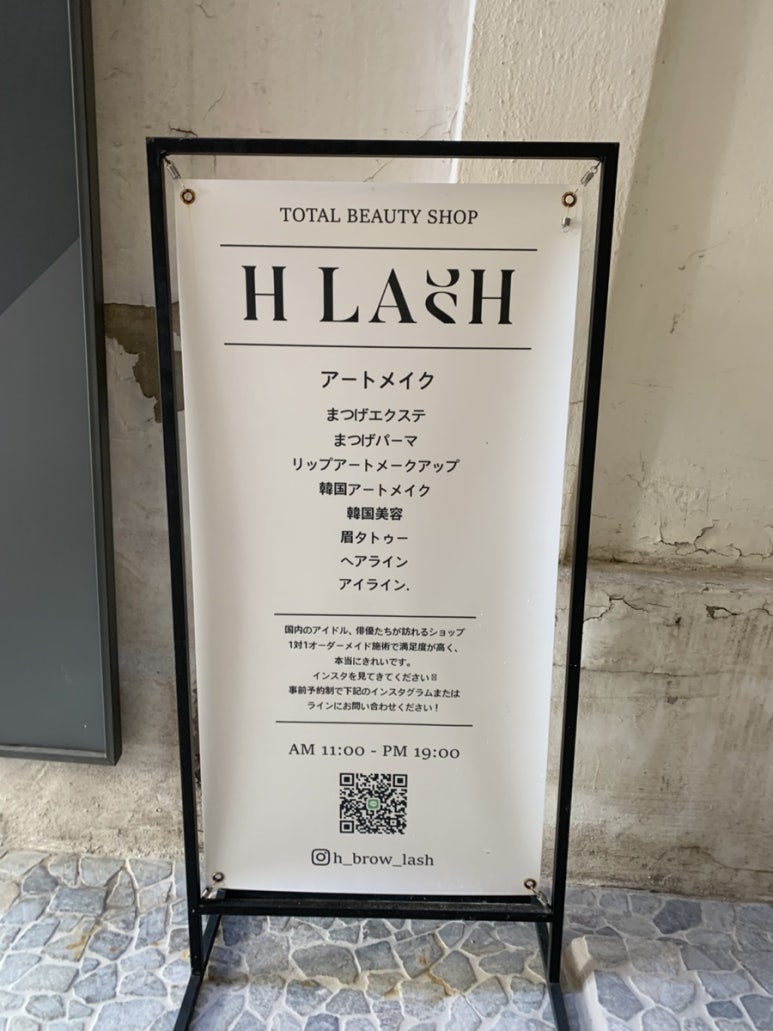 TOTAL BEAUTY SHOP
H LASH
アートメイク
まつげエクステ
まつげパーマ
リップアートメークアップ
韓国アートメイク
韓国美容
眉タトゥー
ヘアライン
アイライン.
国内のアイドル、俳優たちが訪れるショップ
1対1オーダーメイド施術で満足度が高く、
本当にきれいです。
インスタを見てきてください
事前予約制で下記のインスタグラムまたは
ラインにお問い合わせください！
AM 11:00 - PM 19:00
h_brow_lash